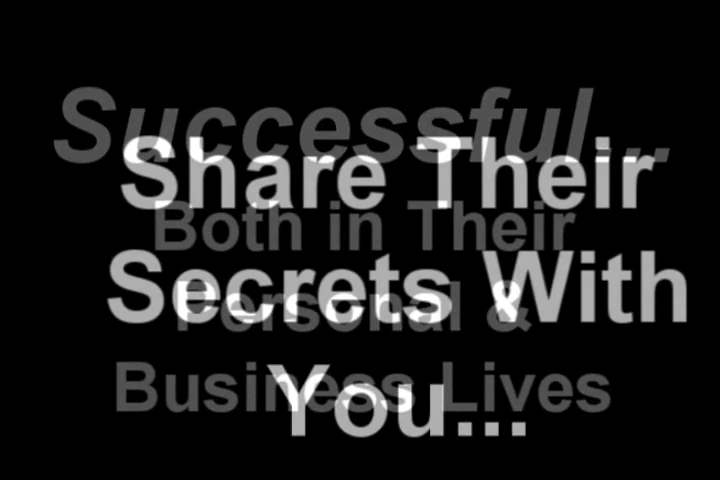 Successful...
Share Their
Both in Their
Secrets With
Personal &
Business Lives
You...